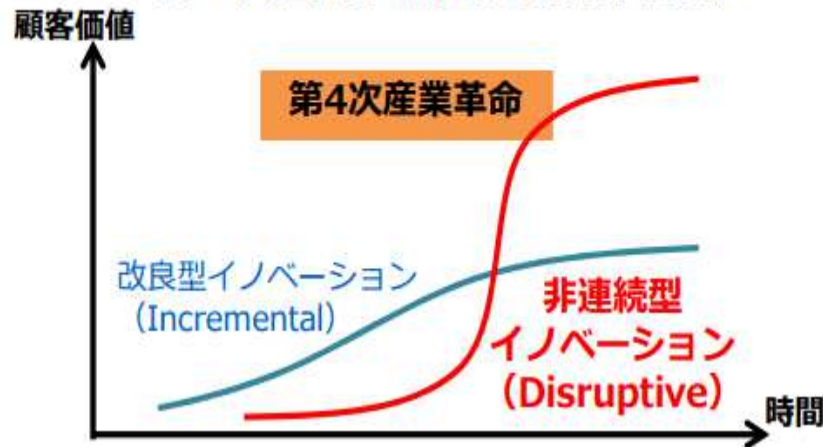 顧客価値
第4次産業革命
改良型イノベーション
（Incremental）
非連続型
イノベーション
（Disruptive）
時間